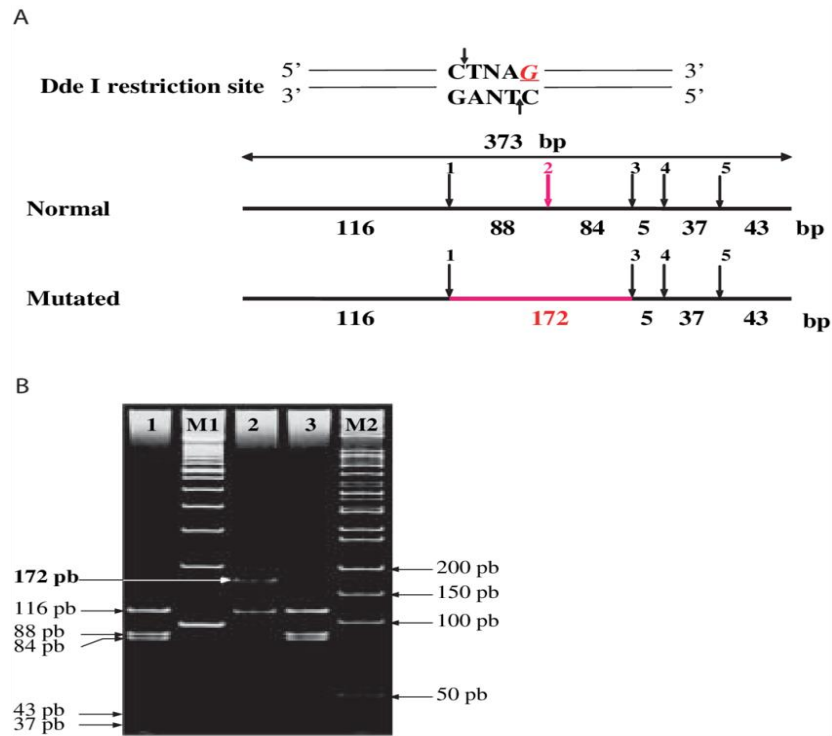 A
5’ CTNAG 3’
Dde I restriction site
3’ GANTC 5’
373 bp
1 2 3 4 5
Normal
116 88 84 5 37 43 bp
1 3 4 5
Mutated
116 172 5 37 43 bp
B
1 M1 2 3 M2
172 pb
116 pb
88 pb
84 pb
43 pb
37 pb
200 pb
150 pb
100 pb
50 pb